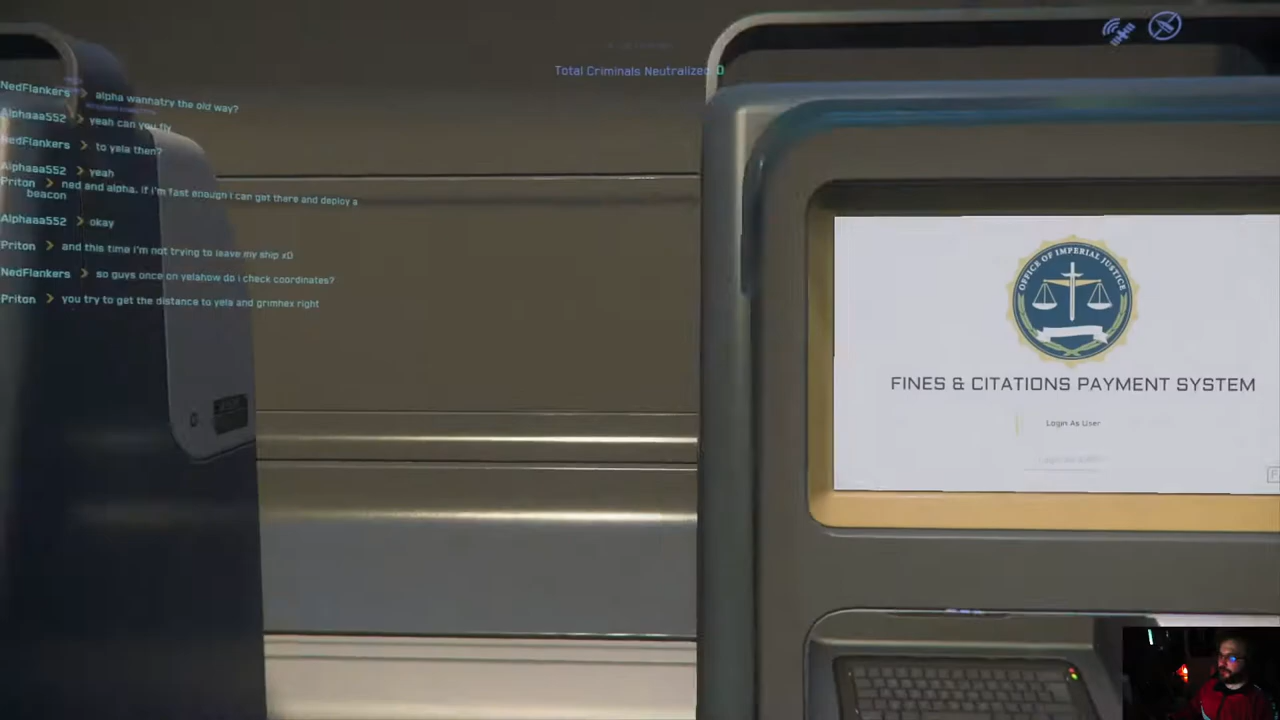 Total Criminals Neutralized: 0
NedFlankers > alpha wannatry the old way?
Alphaaa552 > yeah can you fly
NedFlankers > to yela then?
Alphaaa552 > yeah
Priton > ned and alpha. if i'm fast enough i can get there and deploy a
beacon
Alphaaa552 > okay
Priton > and this time i'm not trying to leave my ship xD
NedFlankers > so guys once on yelahow do i check coordinates?
Priton > you try to get the distance to yela and grimhex right
OFFICE OF IMPERIAL JUSTICE
FINES & CITATIONS PAYMENT SYSTEM
Login As User